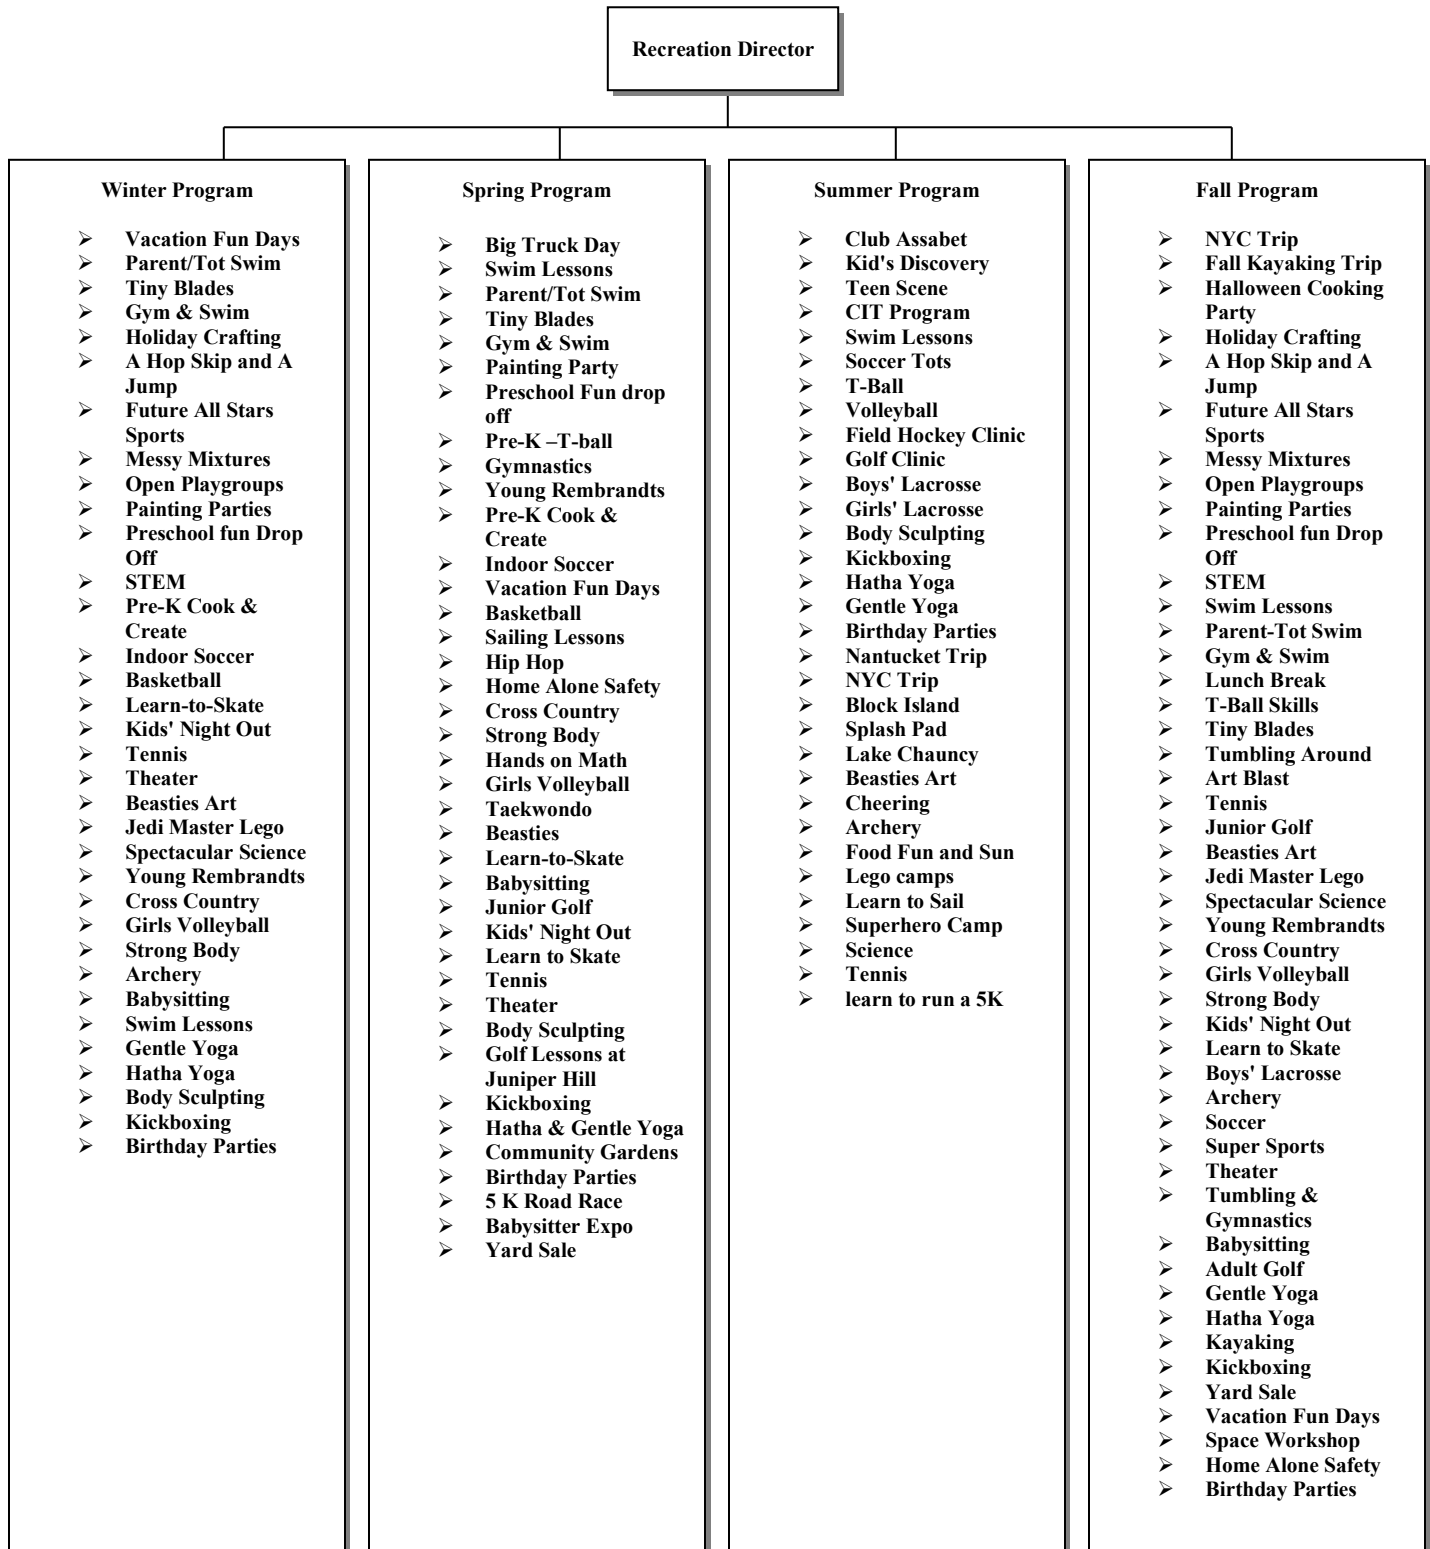 Recreation Director
Winter Program
➢ Vacation Fun Days
➢ Parent/Tot Swim
➢ Tiny Blades
➢ Gym & Swim
➢ Holiday Crafting
➢ A Hop Skip and A
Jump
➢ Future All Stars
Sports
➢ Messy Mixtures
➢ Open Playgroups
➢ Painting Parties
➢ Preschool fun Drop
Off
➢ STEM
➢ Pre-K Cook &
Create
➢ Indoor Soccer
➢ Basketball
➢ Learn-to-Skate
➢ Kids' Night Out
➢ Tennis
➢ Theater
➢ Beasties Art
➢ Jedi Master Lego
➢ Spectacular Science
➢ Young Rembrandts
➢ Cross Country
➢ Girls Volleyball
➢ Strong Body
➢ Archery
➢ Babysitting
➢ Swim Lessons
➢ Gentle Yoga
➢ Hatha Yoga
➢ Body Sculpting
➢ Kickboxing
➢ Birthday Parties
Spring Program
➢ Big Truck Day
➢ Swim Lessons
➢ Parent/Tot Swim
➢ Tiny Blades
➢ Gym & Swim
➢ Painting Party
➢ Preschool Fun drop
off
➢ Pre-K –T-ball
➢ Gymnastics
➢ Young Rembrandts
➢ Pre-K Cook &
Create
➢ Indoor Soccer
➢ Vacation Fun Days
➢ Basketball
➢ Sailing Lessons
➢ Hip Hop
➢ Home Alone Safety
➢ Cross Country
➢ Strong Body
➢ Hands on Math
➢ Girls Volleyball
➢ Taekwondo
➢ Beasties
➢ Learn-to-Skate
➢ Babysitting
➢ Junior Golf
➢ Kids' Night Out
➢ Learn to Skate
➢ Tennis
➢ Theater
➢ Body Sculpting
➢ Golf Lessons at
Juniper Hill
➢ Kickboxing
➢ Hatha & Gentle Yoga
➢ Community Gardens
➢ Birthday Parties
➢ 5 K Road Race
➢ Babysitter Expo
➢ Yard Sale
Summer Program
➢ Club Assabet
➢ Kid's Discovery
➢ Teen Scene
➢ CIT Program
➢ Swim Lessons
➢ Soccer Tots
➢ T-Ball
➢ Volleyball
➢ Field Hockey Clinic
➢ Golf Clinic
➢ Boys' Lacrosse
➢ Girls' Lacrosse
➢ Body Sculpting
➢ Kickboxing
➢ Hatha Yoga
➢ Gentle Yoga
➢ Birthday Parties
➢ Nantucket Trip
➢ NYC Trip
➢ Block Island
➢ Splash Pad
➢ Lake Chauncy
➢ Beasties Art
➢ Cheering
➢ Archery
➢ Food Fun and Sun
➢ Lego camps
➢ Learn to Sail
➢ Superhero Camp
➢ Science
➢ Tennis
➢ learn to run a 5K
Fall Program
➢ NYC Trip
➢ Fall Kayaking Trip
➢ Halloween Cooking
Party
➢ Holiday Crafting
➢ A Hop Skip and A
Jump
➢ Future All Stars
Sports
➢ Messy Mixtures
➢ Open Playgroups
➢ Painting Parties
➢ Preschool fun Drop
Off
➢ STEM
➢ Swim Lessons
➢ Parent-Tot Swim
➢ Gym & Swim
➢ Lunch Break
➢ T-Ball Skills
➢ Tiny Blades
➢ Tumbling Around
➢ Art Blast
➢ Tennis
➢ Junior Golf
➢ Beasties Art
➢ Jedi Master Lego
➢ Spectacular Science
➢ Young Rembrandts
➢ Cross Country
➢ Girls Volleyball
➢ Strong Body
➢ Kids' Night Out
➢ Learn to Skate
➢ Boys' Lacrosse
➢ Archery
➢ Soccer
➢ Super Sports
➢ Theater
➢ Tumbling &
Gymnastics
➢ Babysitting
➢ Adult Golf
➢ Gentle Yoga
➢ Hatha Yoga
➢ Kayaking
➢ Kickboxing
➢ Yard Sale
➢ Vacation Fun Days
➢ Space Workshop
➢ Home Alone Safety
➢ Birthday Parties